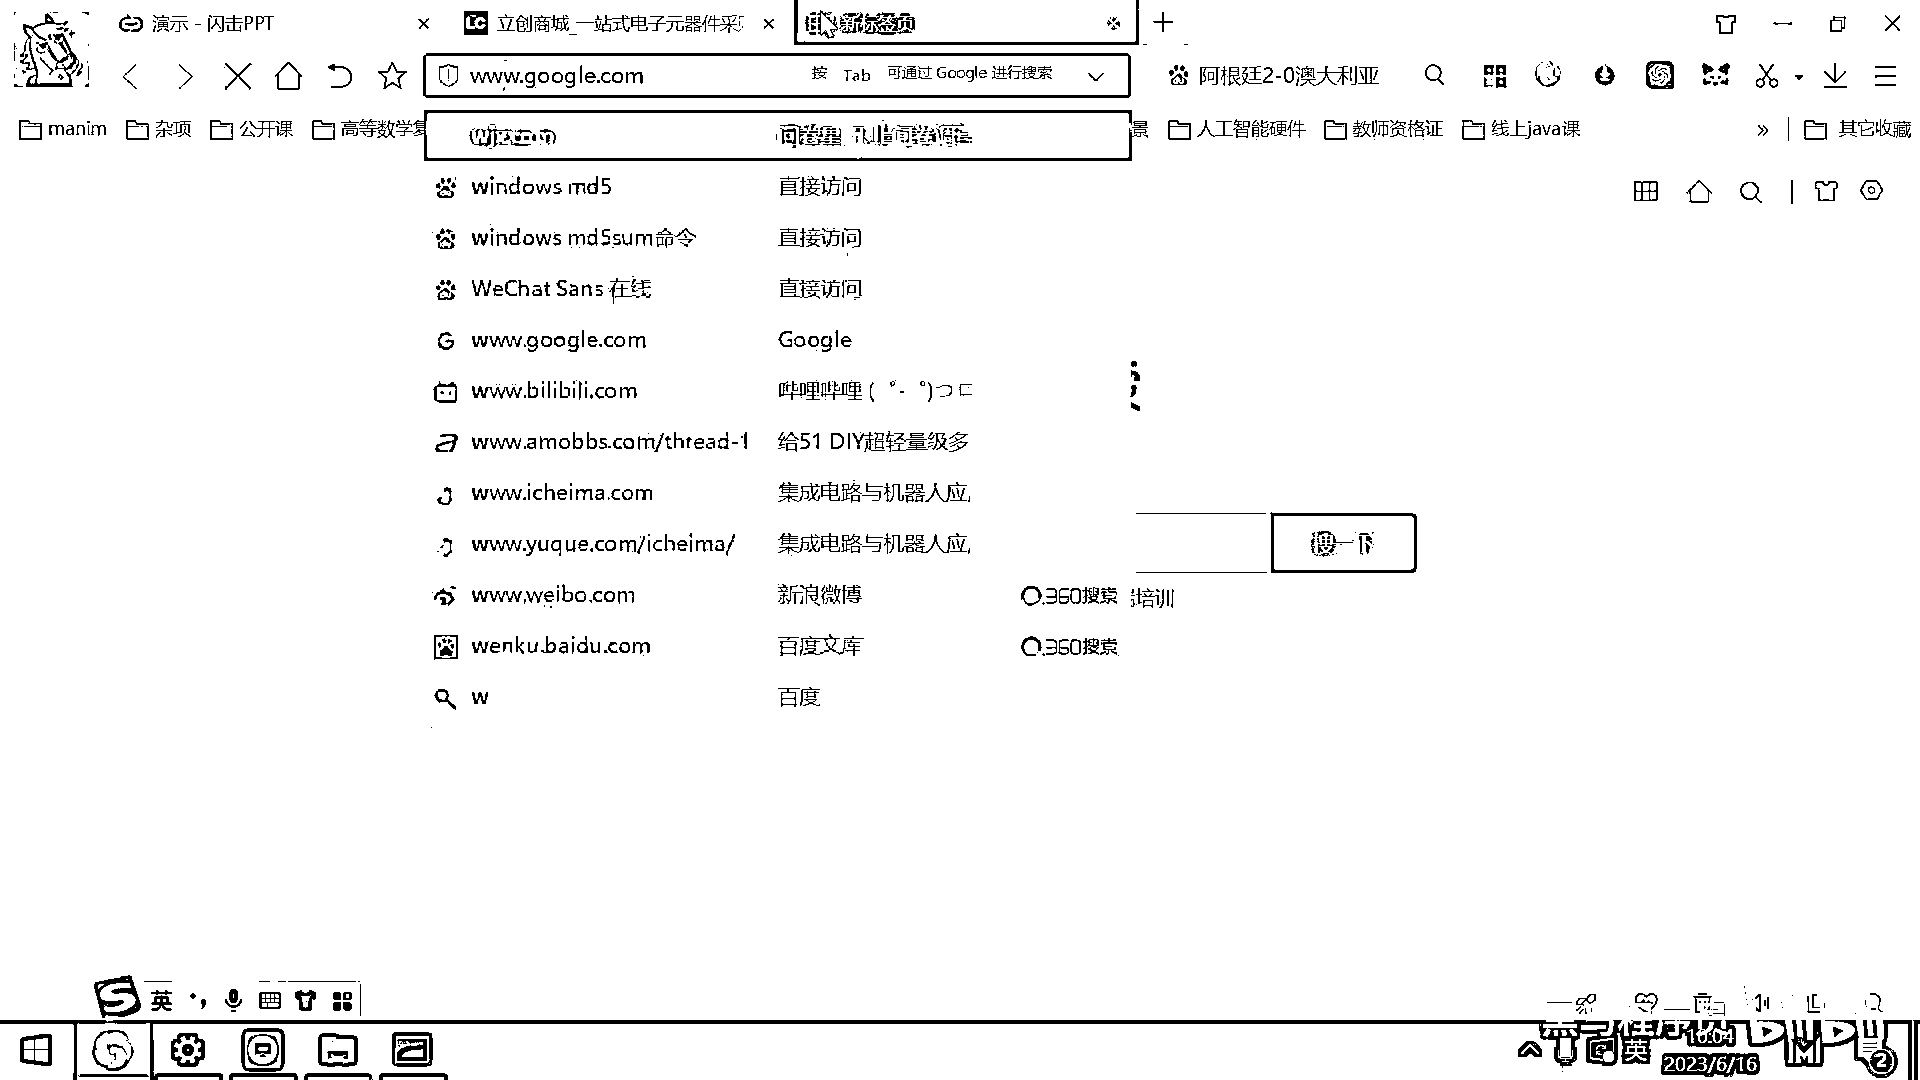 演示 - 闪击PPT
立创商城_一站式电子元器件采
新标签页
www.google.com
按 Tab 可通过 Google 进行搜索
阿根廷2-0澳大利亚
manim
杂项
公开课
高等数学复
景
人工智能硬件
教师资格证
线上java课
»
其它收藏
windows md5 直接访问
windows md5sum命令 直接访问
WeChat Sans 在线 直接访问
www.google.com Google
www.bilibili.com 哔哩哔哩 ( ゜- ゜)つロ
www.amobbs.com/thread-1 给51 DIY超轻量级多
www.icheima.com 集成电路与机器人应
www.yuque.com/icheima/ 集成电路与机器人应
搜一下
www.weibo.com 新浪微博 360搜索
培训
wenku.baidu.com 百度文库 360搜索
w 百度
英
黑马程序员 bilibili
英
16:04
2023/6/16
2